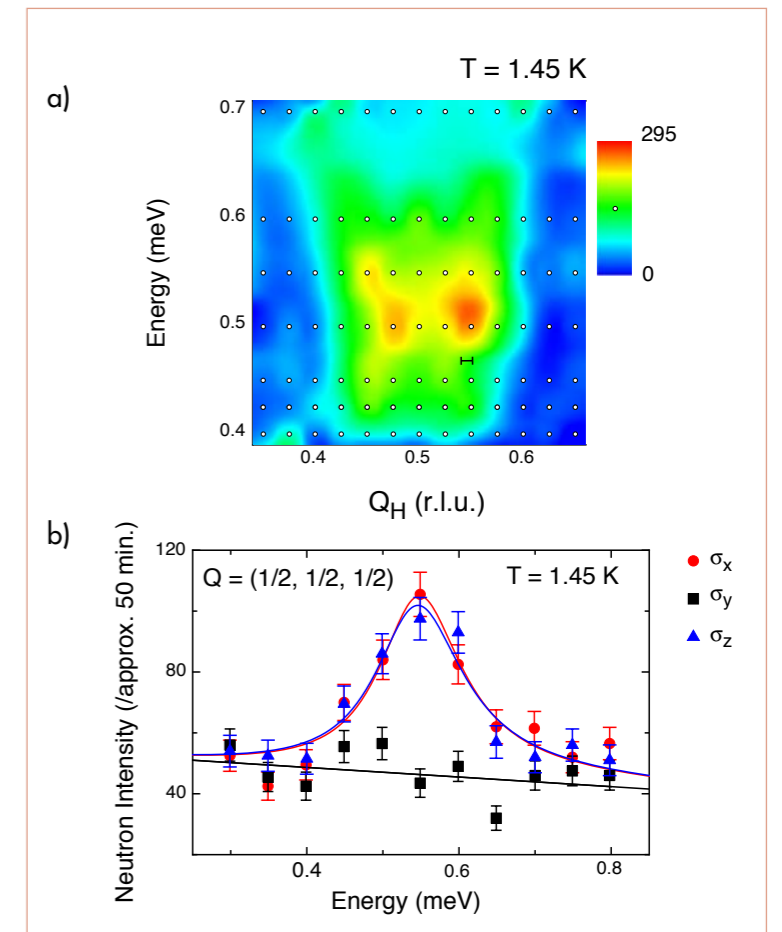 a)
T = 1.45 K
Energy (meV)
0.7
0.6
0.5
0.4
295
0
0.4 0.5 0.6
Q_H (r.l.u.)
b)
Neutron Intensity (/approx. 50 min.)
120
80
40
Q = (1/2, 1/2, 1/2) T = 1.45 K
σx
σy
σz
0.4 0.6 0.8
Energy (meV)